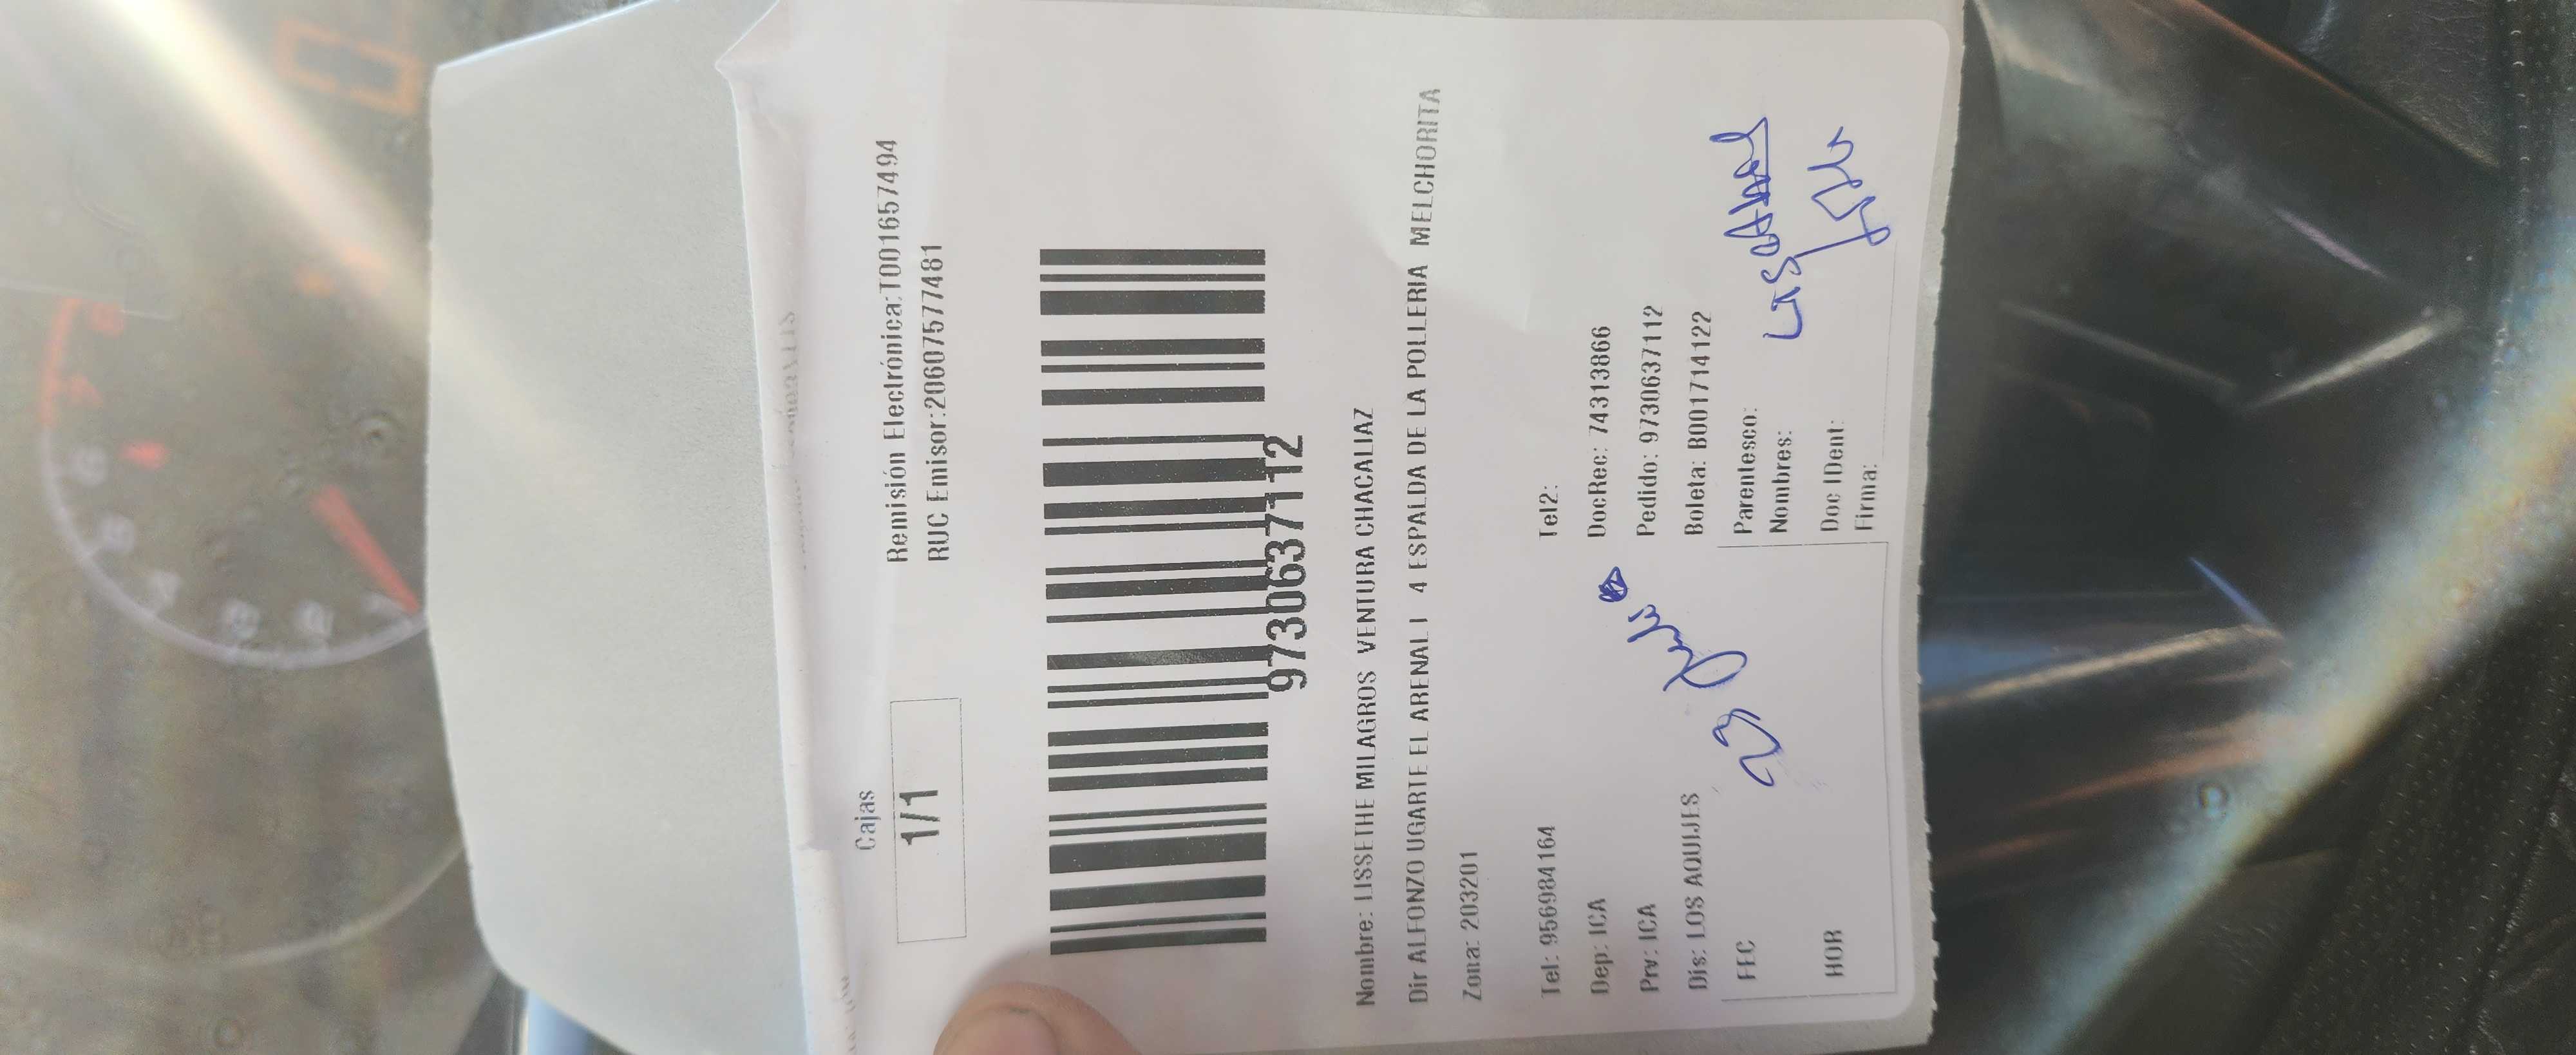 Cajas
1/1
Remisión Electrónica:T001657494
RUC Emisor:20607577481
9730637112
Nombre: LISSETHE MILAGROS VENTURA CHACALIAZ
Dir ALFONZO UGARTE EL ARENAL I 4 ESPALDA DE LA POLLERIA MELCHORITA
Zona: 203201
Tel: 956984164 Tel2:
Dep: ICA DocRec: 74313866
Prv: ICA Pedido: 9730637112
Dis: LOS AQUIJES Boleta: B001714122
FEC
HOR
Parentesco:
Nombres:
Doc IDent:
Firma: